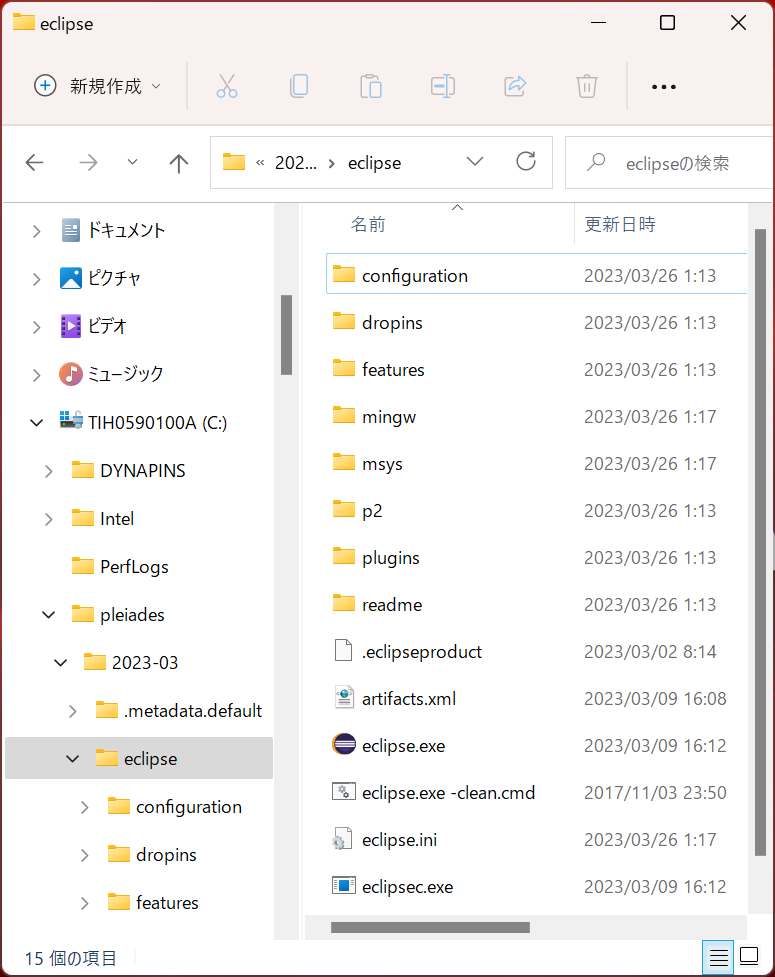 eclipse
新規作成
« 202... › eclipse
eclipseの検索
ドキュメント
ピクチャ
ビデオ
ミュージック
TIH0590100A (C:)
DYNAPINS
Intel
PerfLogs
pleiades
2023-03
.metadata.default
eclipse
configuration
dropins
features
名前 更新日時
configuration 2023/03/26 1:13
dropins 2023/03/26 1:13
features 2023/03/26 1:13
mingw 2023/03/26 1:17
msys 2023/03/26 1:17
p2 2023/03/26 1:13
plugins 2023/03/26 1:13
readme 2023/03/26 1:13
.eclipseproduct 2023/03/02 8:14
artifacts.xml 2023/03/09 16:08
eclipse.exe 2023/03/09 16:12
eclipse.exe -clean.cmd 2017/11/03 23:50
eclipse.ini 2023/03/26 1:17
eclipsec.exe 2023/03/09 16:12
15 個の項目